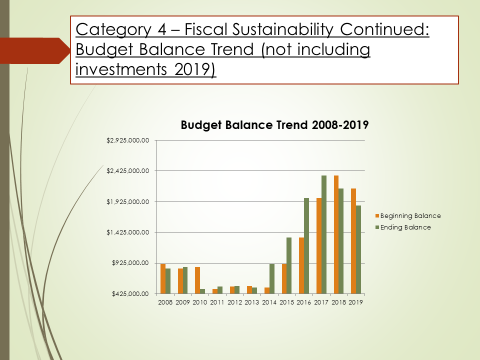 Category 4 – Fiscal Sustainability Continued:
Budget Balance Trend (not including
investments 2019)
Budget Balance Trend 2008-2019
$2,925,000.00
$2,425,000.00
$1,925,000.00
$1,425,000.00
$925,000.00
$425,000.00
2008 2009 2010 2011 2012 2013 2014 2015 2016 2017 2018 2019
Beginning Balance
Ending Balance